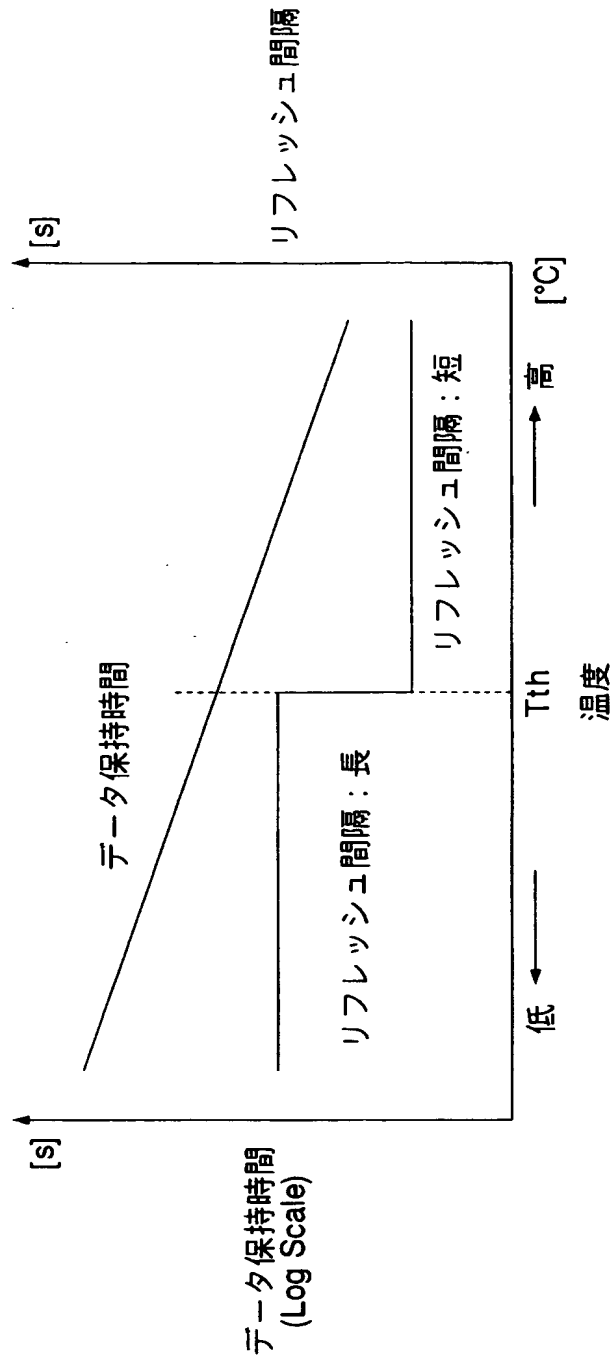 [s]
[s]
データ保持時間
(Log Scale)
データ保持時間
リフレッシュ間隔
リフレッシュ間隔：長
リフレッシュ間隔：短
低
Tth
高
[°C]
温度